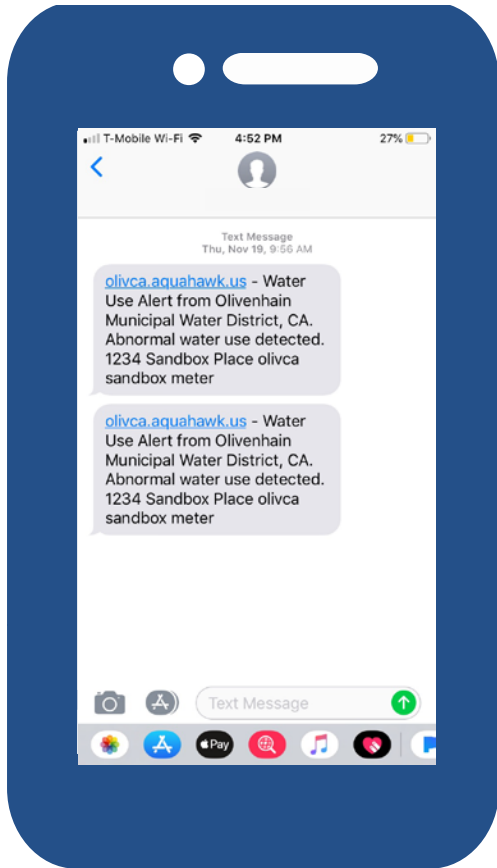 T-Mobile Wi-Fi 4:52 PM 27%
Text Message
Thu, Nov 19, 9:56 AM
olivca.aquahawk.us - Water
Use Alert from Olivenhain
Municipal Water District, CA.
Abnormal water use detected.
1234 Sandbox Place olivca
sandbox meter
olivca.aquahawk.us - Water
Use Alert from Olivenhain
Municipal Water District, CA.
Abnormal water use detected.
1234 Sandbox Place olivca
sandbox meter
Text Message
Pay